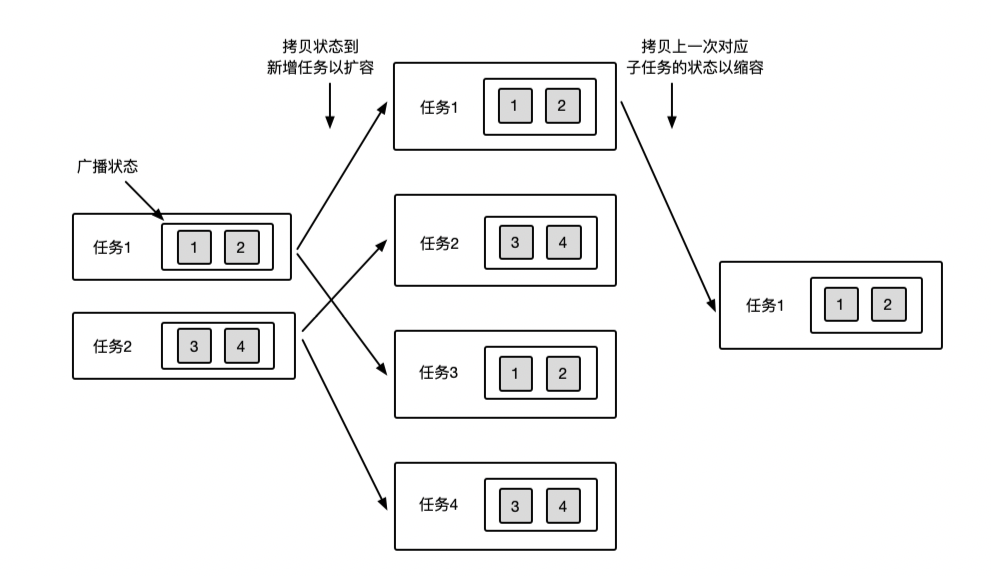 拷贝状态到
新增任务以扩容
拷贝上一次对应
子任务的状态以缩容
广播状态
任务1 1 2
任务2 3 4
任务1 1 2
任务2 3 4
任务3 1 2
任务4 3 4
任务1 1 2